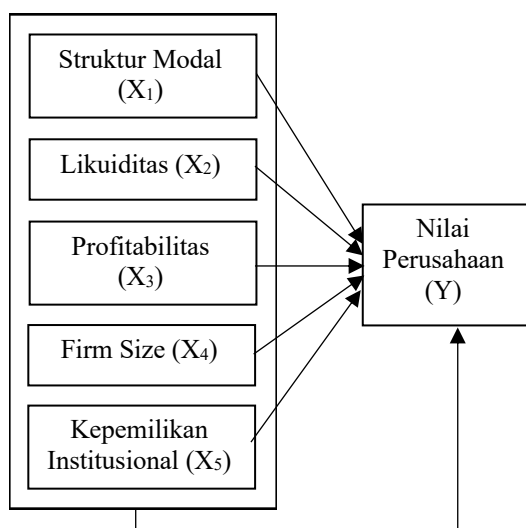 Struktur Modal
(X₁)
Likuiditas (X₂)
Profitabilitas
(X₃)
Firm Size (X₄)
Kepemilikan
Institusional (X₅)
Nilai
Perusahaan
(Y)